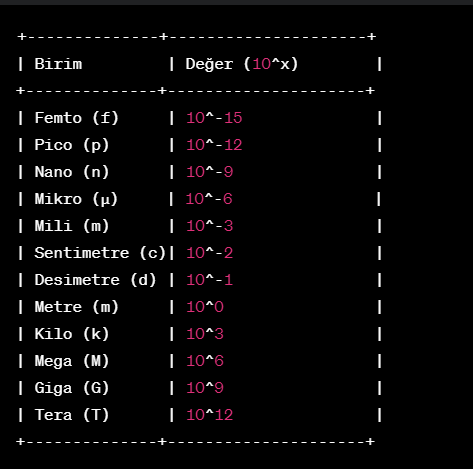 +--------------+---------------------+
| Birim | Değer (10^x) |
+--------------+---------------------+
| Femto (f) | 10^-15 |
| Pico (p) | 10^-12 |
| Nano (n) | 10^-9 |
| Mikro (µ) | 10^-6 |
| Mili (m) | 10^-3 |
| Sentimetre (c)| 10^-2 |
| Desimetre (d) | 10^-1 |
| Metre (m) | 10^0 |
| Kilo (k) | 10^3 |
| Mega (M) | 10^6 |
| Giga (G) | 10^9 |
| Tera (T) | 10^12 |
+--------------+---------------------+